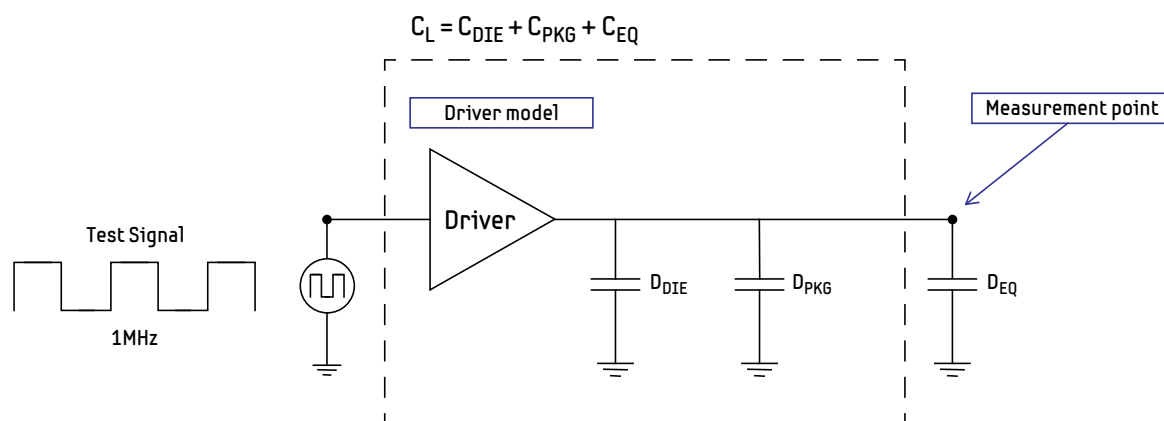 C_L = C_DIE + C_PKG + C_EQ
Driver model
Measurement point
Driver
Test Signal
D_DIE
D_PKG
D_EQ
1MHz